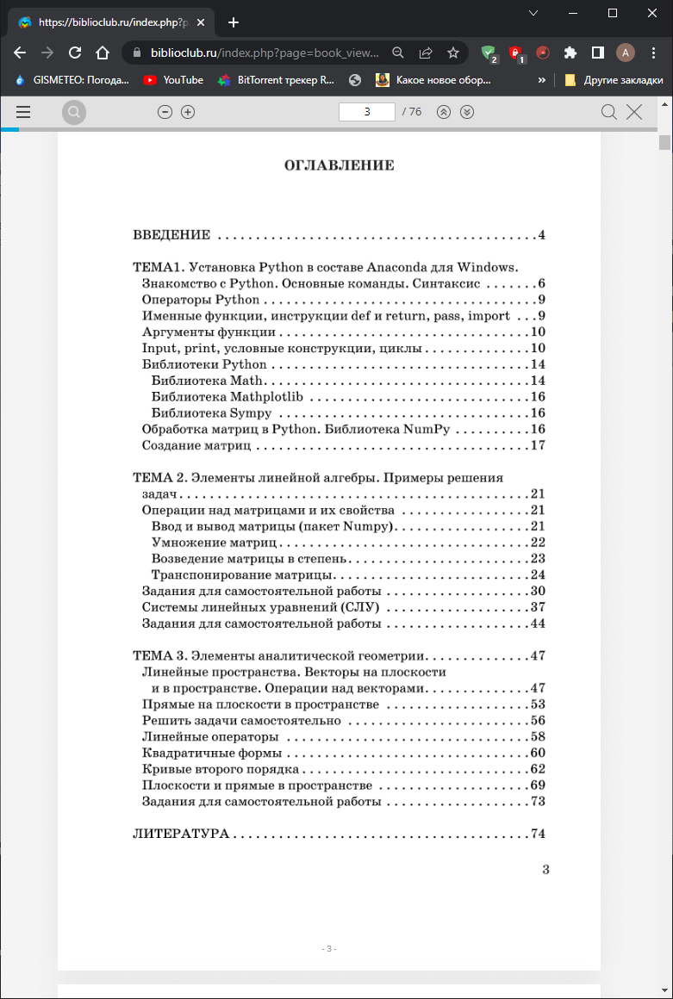 https://biblioclub.ru/index.php?p
biblioclub.ru/index.php?page=book_view...
2
1
A
GISMETEO: Погода...
YouTube
BitTorrent трекер R...
Какое новое обор...
»
Другие закладки
3 / 76
ОГЛАВЛЕНИЕ
ВВЕДЕНИЕ . . . . . . . . . . . . . . . . . . . . . . . . . . . . . . . . . . . . . . . . . 4
ТЕМА1. Установка Python в составе Anaconda для Windows.
Знакомство с Python. Основные команды. Синтаксис . . . . . . . 6
Операторы Python . . . . . . . . . . . . . . . . . . . . . . . . . . . . . . . . . . . 9
Именные функции, инструкции def и return, pass, import . . . 9
Аргументы функции . . . . . . . . . . . . . . . . . . . . . . . . . . . . . . . . 10
Input, print, условные конструкции, циклы . . . . . . . . . . . . . 10
Библиотеки Python . . . . . . . . . . . . . . . . . . . . . . . . . . . . . . . . . 14
Библиотека Math. . . . . . . . . . . . . . . . . . . . . . . . . . . . . . . . . . 14
Библиотека Mathplotlib . . . . . . . . . . . . . . . . . . . . . . . . . . . . 16
Библиотека Sympy . . . . . . . . . . . . . . . . . . . . . . . . . . . . . . . . 16
Обработка матриц в Python. Библиотека NumPy . . . . . . . . . . 16
Создание матриц . . . . . . . . . . . . . . . . . . . . . . . . . . . . . . . . . . . 17
ТЕМА 2. Элементы линейной алгебры. Примеры решения
задач . . . . . . . . . . . . . . . . . . . . . . . . . . . . . . . . . . . . . . . . . . . . 21
Операции над матрицами и их свойства . . . . . . . . . . . . . . . . 21
Ввод и вывод матрицы (пакет Numpy). . . . . . . . . . . . . . . . . 21
Умножение матриц . . . . . . . . . . . . . . . . . . . . . . . . . . . . . . . . 22
Возведение матрицы в степень. . . . . . . . . . . . . . . . . . . . . . . 23
Транспонирование матрицы. . . . . . . . . . . . . . . . . . . . . . . . . 24
Задания для самостоятельной работы . . . . . . . . . . . . . . . . . . 30
Системы линейных уравнений (СЛУ) . . . . . . . . . . . . . . . . . . 37
Задания для самостоятельной работы . . . . . . . . . . . . . . . . . . 44
ТЕМА 3. Элементы аналитической геометрии. . . . . . . . . . . . . 47
Линейные пространства. Векторы на плоскости
и в пространстве. Операции над векторами. . . . . . . . . . . . . 47
Прямые на плоскости в пространстве . . . . . . . . . . . . . . . . . . 53
Решить задачи самостоятельно . . . . . . . . . . . . . . . . . . . . . . . 56
Линейные операторы . . . . . . . . . . . . . . . . . . . . . . . . . . . . . . . 58
Квадратичные формы . . . . . . . . . . . . . . . . . . . . . . . . . . . . . . . 60
Кривые второго порядка . . . . . . . . . . . . . . . . . . . . . . . . . . . . . 62
Плоскости и прямые в пространстве . . . . . . . . . . . . . . . . . . . 69
Задания для самостоятельной работы . . . . . . . . . . . . . . . . . . 73
ЛИТЕРАТУРА . . . . . . . . . . . . . . . . . . . . . . . . . . . . . . . . . . . . . . 74
3
- 3 -